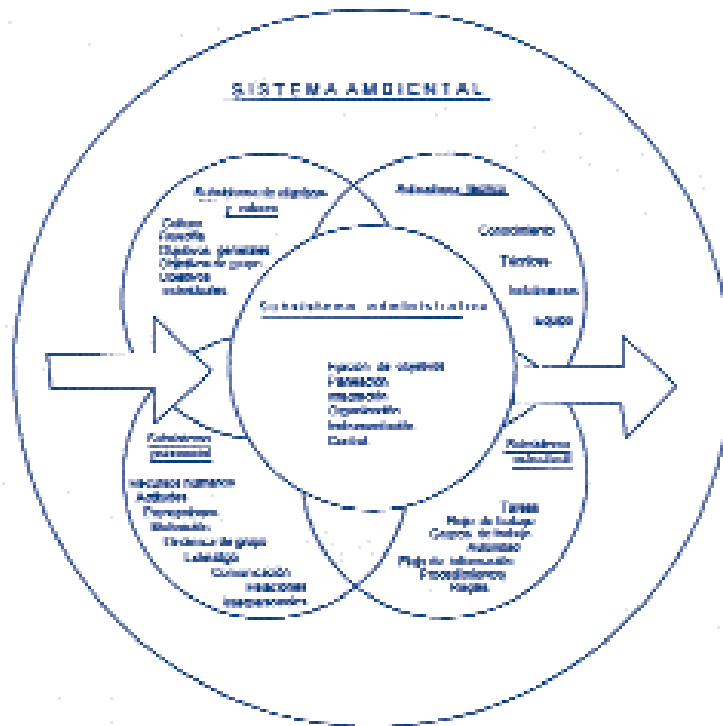 SISTEMA AMBIENTAL
Subsistema de objetivos
y valores
Cultura
Filosofía
Objetivos generales
Objetivos de grupo
Objetivos
individuales
Subsistema técnico
Conocimiento
Técnicas
Instalaciones
Equipo
Subsistema administrativo
Fijación de objetivos
Planeación
Integración
Organización
Instrumentación
Control
Subsistema
psicosocial
Recursos humanos
Actitudes
Percepciones
Motivación
Dinámica de grupo
Liderazgo
Comunicación
Relaciones
Interpersonales
Subsistema
estructural
Tareas
Flujo de trabajo
Grupos de trabajo
Autoridad
Flujo de información
Procedimientos
Reglas